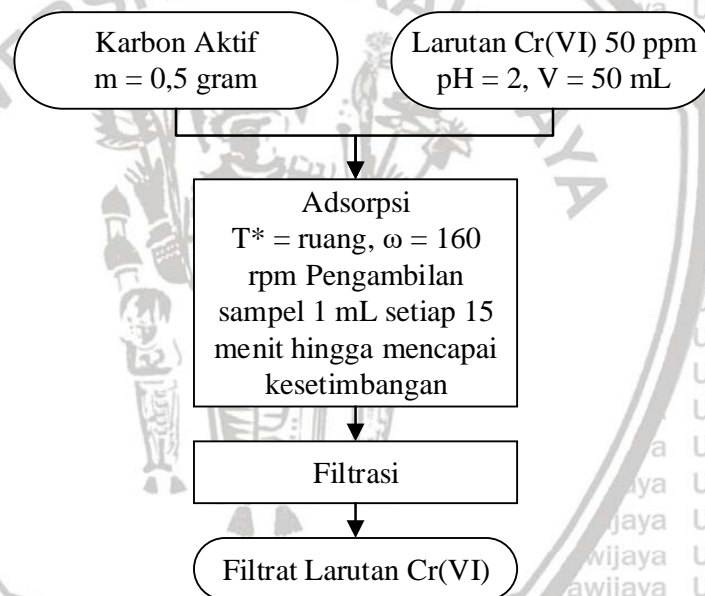 Karbon Aktif
m = 0,5 gram
Larutan Cr(VI) 50 ppm
pH = 2, V = 50 mL
Adsorpsi
T* = ruang, ω = 160
rpm Pengambilan
sampel 1 mL setiap 15
menit hingga mencapai
kesetimbangan
Filtrasi
Filtrat Larutan Cr(VI)